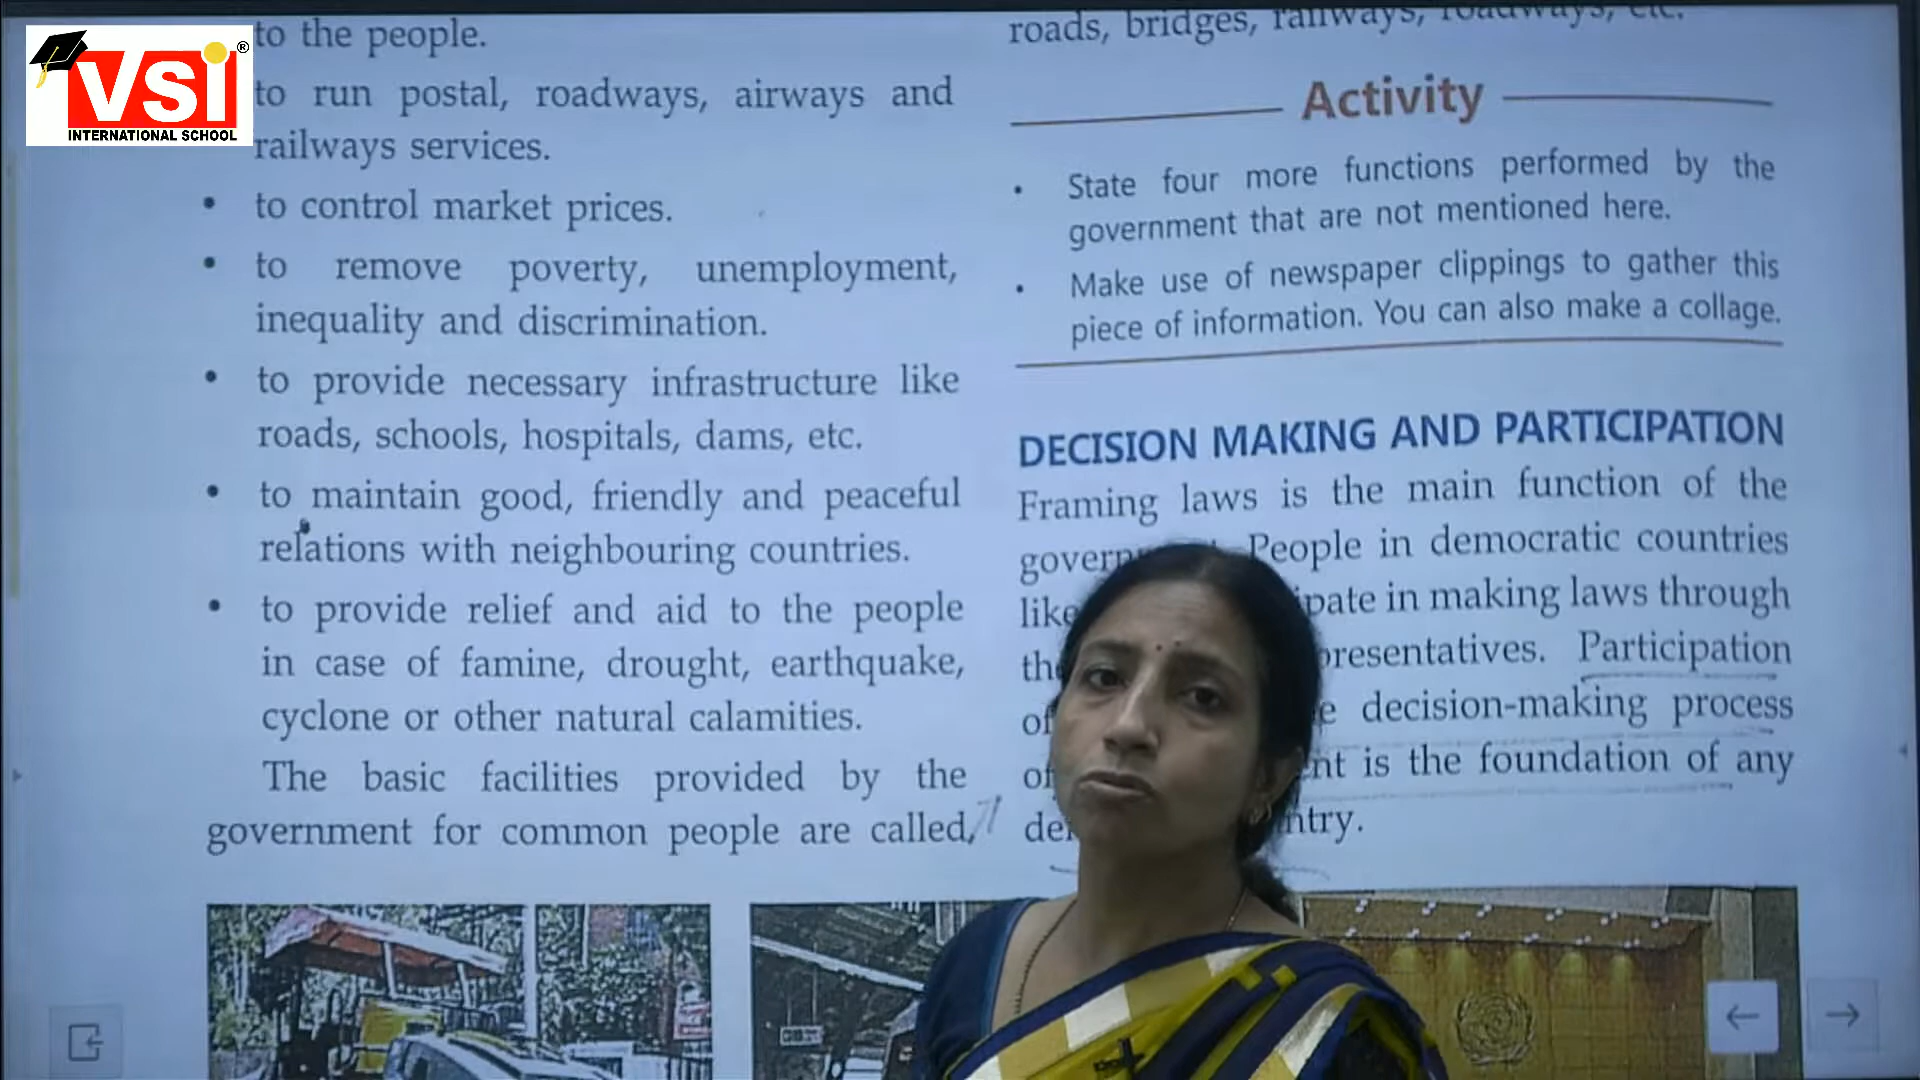 VSI®
INTERNATIONAL SCHOOL
to the people.
to run postal, roadways, airways and
railways services.
• to control market prices.
• to remove poverty, unemployment,
inequality and discrimination.
• to provide necessary infrastructure like
roads, schools, hospitals, dams, etc.
• to maintain good, friendly and peaceful
relations with neighbouring countries.
• to provide relief and aid to the people
in case of famine, drought, earthquake,
cyclone or other natural calamities.
The basic facilities provided by the
government for common people are called,
roads, bridges, railways, roadways, etc.
Activity
• State four more functions performed by the
government that are not mentioned here.
• Make use of newspaper clippings to gather this
piece of information. You can also make a collage.
DECISION MAKING AND PARTICIPATION
Framing laws is the main function of the
People in democratic countries
like in making laws through
Participation
decision-making process
is the foundation of any